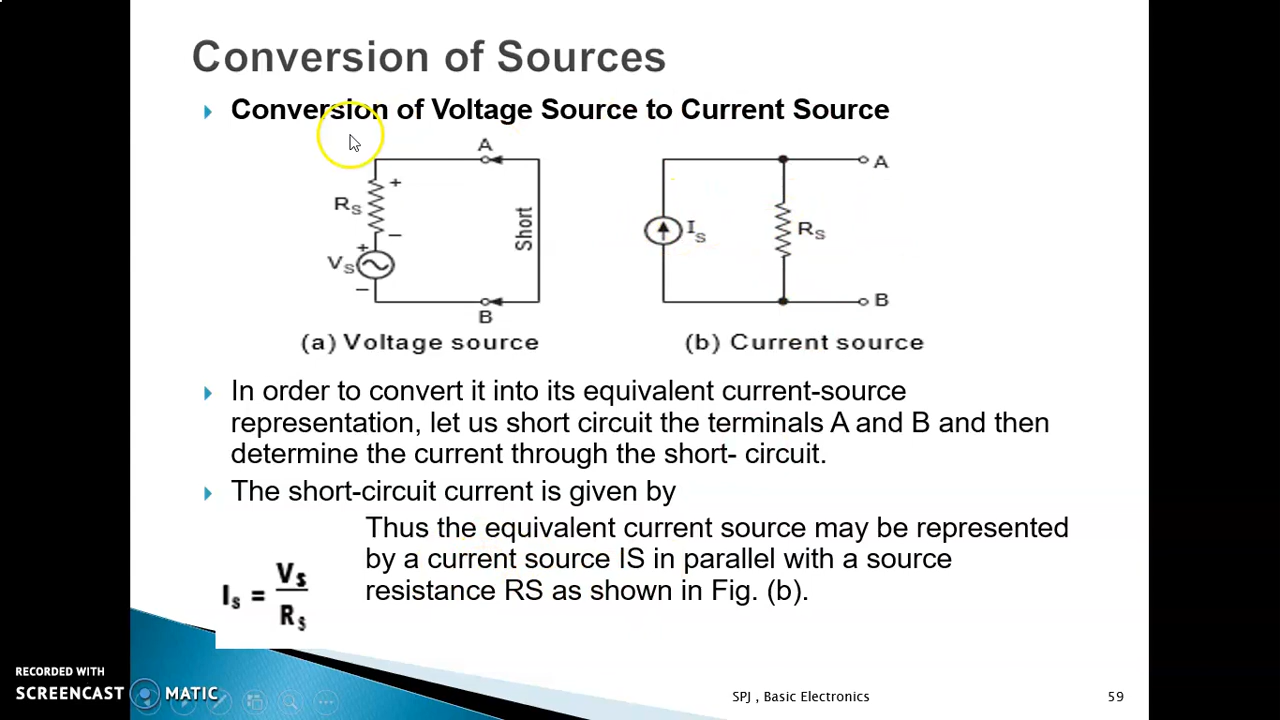 Conversion of Sources
Conversion of Voltage Source to Current Source
A
RS
+
−
+
VS
−
Short
B
(a) Voltage source
IS
RS
A
B
(b) Current source
In order to convert it into its equivalent current-source
representation, let us short circuit the terminals A and B and then
determine the current through the short- circuit.
The short-circuit current is given by
Thus the equivalent current source may be represented
by a current source IS in parallel with a source
resistance RS as shown in Fig. (b).
Is = Vs / Rs
RECORDED WITH
SCREENCAST MATIC
SPJ , Basic Electronics
59